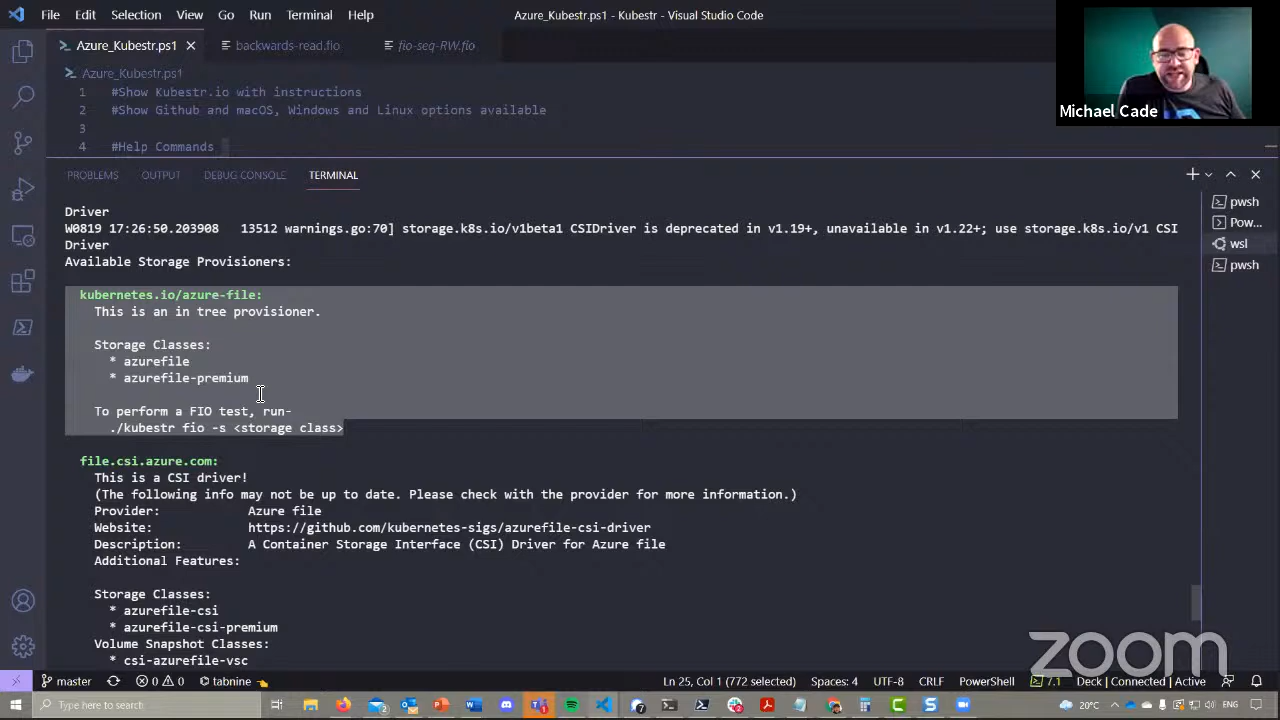 File Edit Selection View Go Run Terminal Help
Azure_Kubestr.ps1 - Kubestr - Visual Studio Code
Azure_Kubestr.ps1 backwards-read.fio fio-seq-RW.fio
Azure_Kubestr.ps1
1 #Show Kubestr.io with instructions
2 #Show Github and macOS, Windows and Linux options available
3
4 #Help Commands
Michael Cade
PROBLEMS OUTPUT DEBUG CONSOLE TERMINAL
Driver
W0819 17:26:50.203908 13512 warnings.go:70] storage.k8s.io/v1beta1 CSIDriver is deprecated in v1.19+, unavailable in v1.22+; use storage.k8s.io/v1 CSI
Driver
Available Storage Provisioners:
kubernetes.io/azure-file:
This is an in tree provisioner.
Storage Classes:
* azurefile
* azurefile-premium
To perform a FIO test, run-
./kubestr fio -s <storage class>
file.csi.azure.com:
This is a CSI driver!
(The following info may not be up to date. Please check with the provider for more information.)
Provider: Azure file
Website: https://github.com/kubernetes-sigs/azurefile-csi-driver
Description: A Container Storage Interface (CSI) Driver for Azure file
Additional Features:
Storage Classes:
* azurefile-csi
* azurefile-csi-premium
Volume Snapshot Classes:
* csi-azurefile-vsc
pwsh
Pow...
wsl
pwsh
zoom
master 0 0 tabnine Ln 25, Col 1 (772 selected) Spaces: 4 UTF-8 CRLF PowerShell 7.1 Deck | Connected | Active
Type here to search
20°C ENG